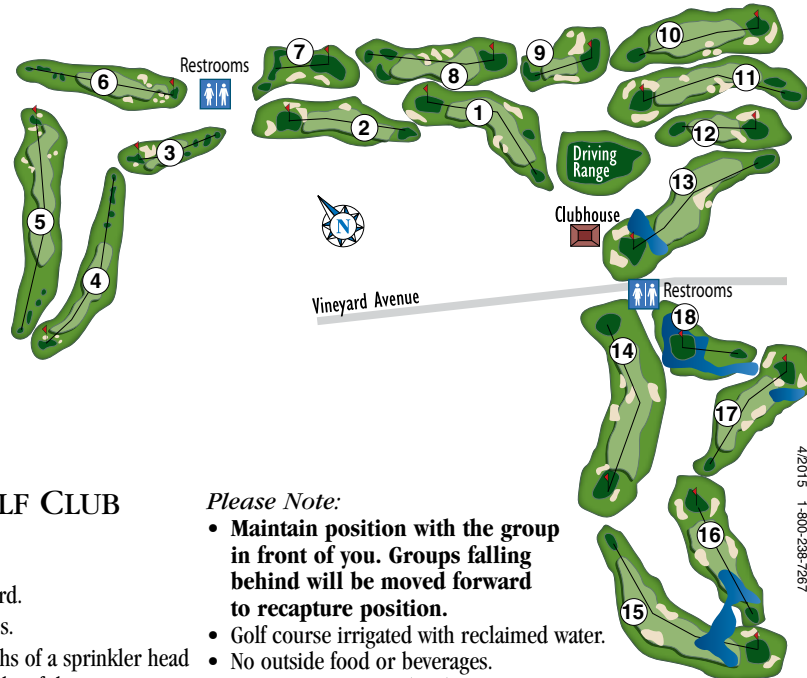 10
7
9
Restrooms
8
6
11
1
2
12
3
Driving
Range
13
5
Clubhouse
N
4
Vineyard Avenue
Restrooms
18
14
17
4/2015 1-800-238-7267
LF CLUB
Please Note:
• Maintain position with the group
in front of you. Groups falling
behind will be moved forward
to recapture position.
16
rd.
s.
15
• Golf course irrigated with reclaimed water.
hs of a sprinkler head
• No outside food or beverages.